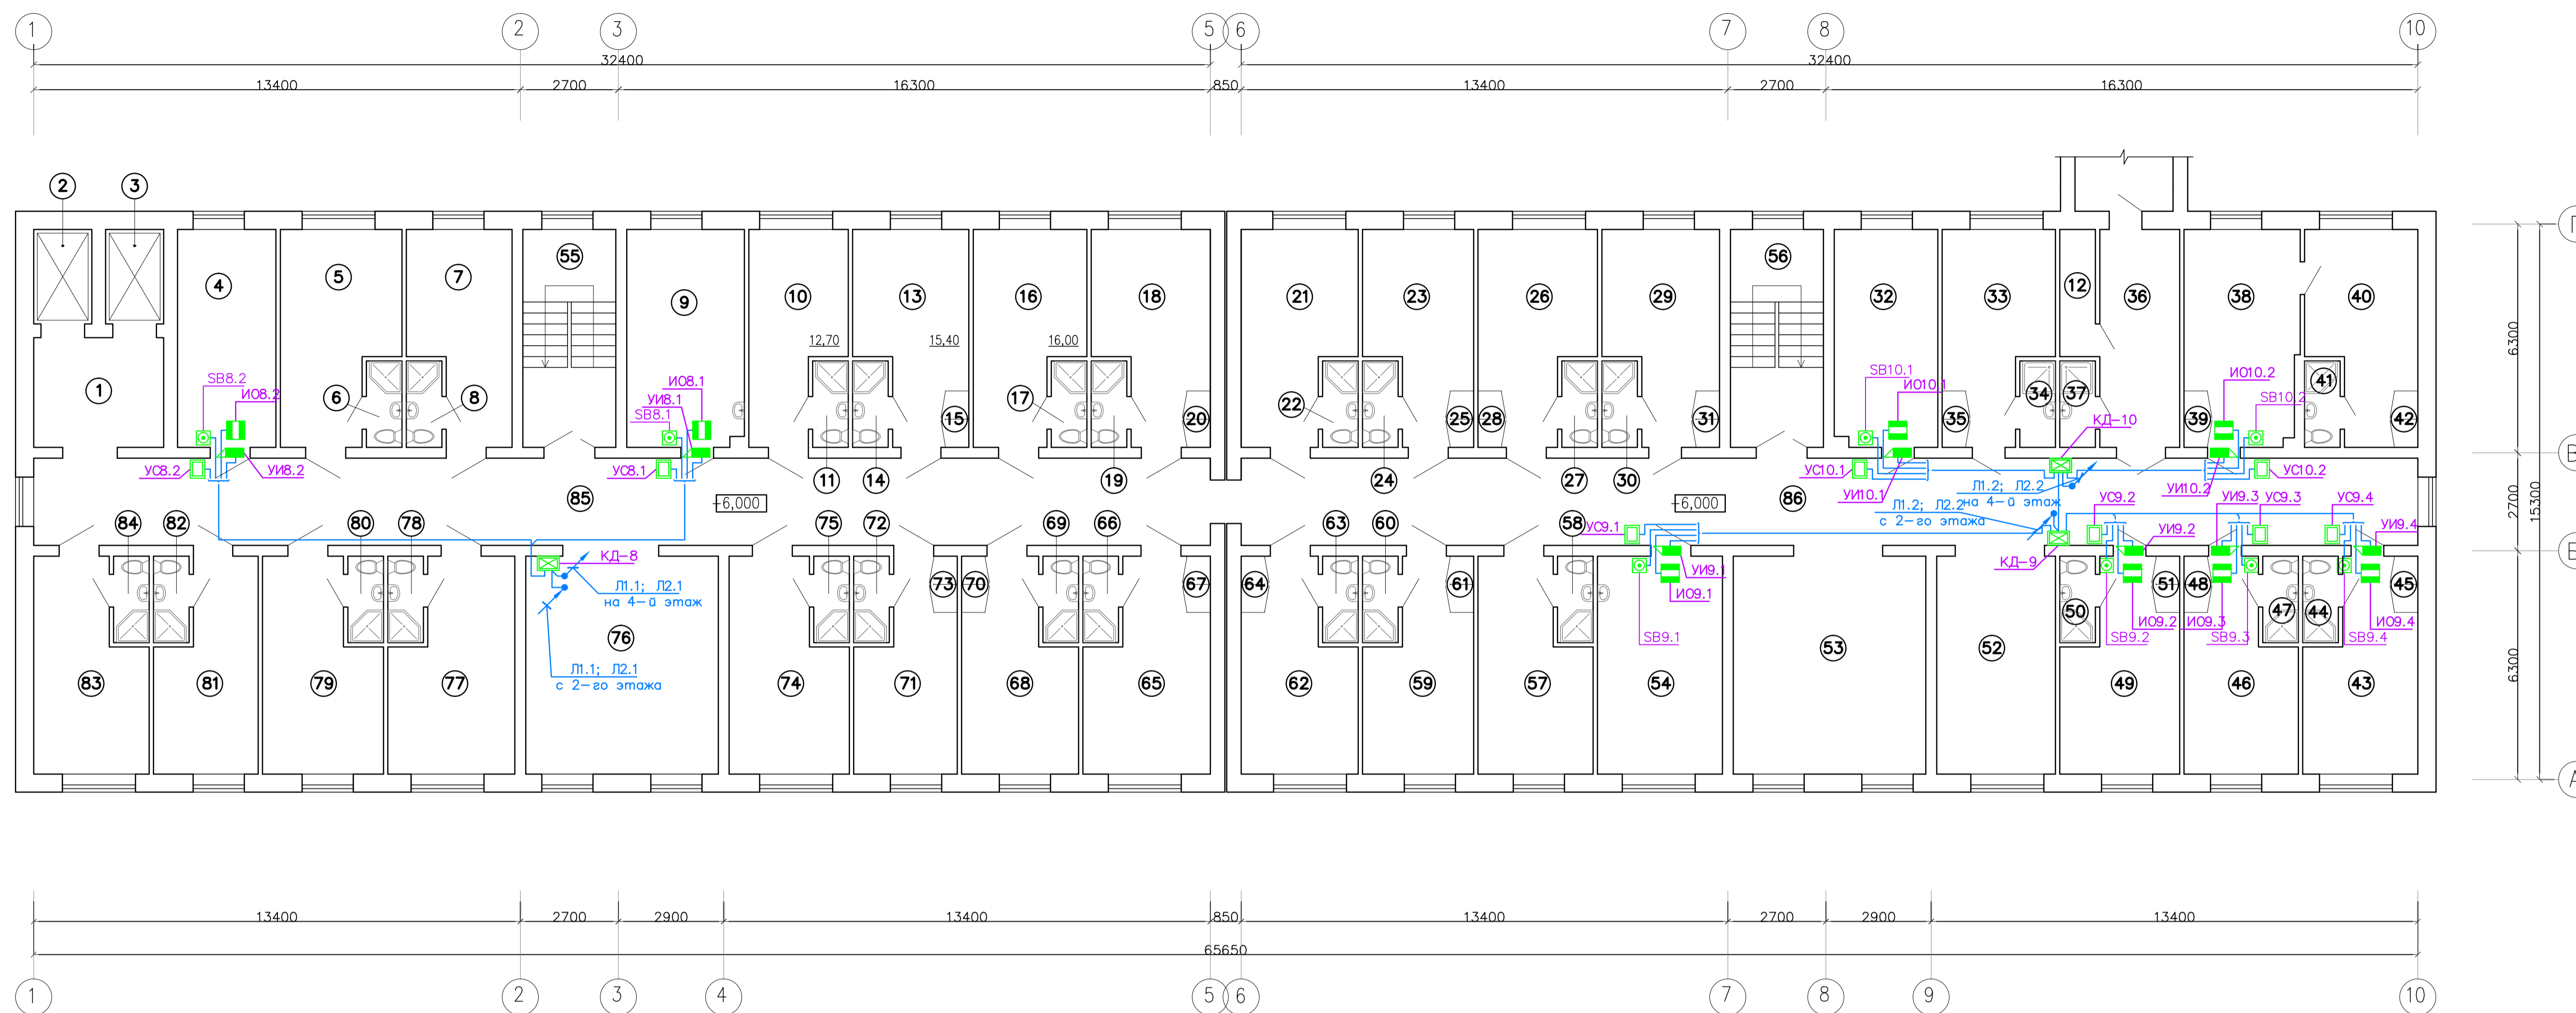 1 2 3 5 6 7 8 10
32400 32400
13400 2700 16300 850 13400 2700 16300
2 3
Г
55 56
4 5 7 9 10 13 16 18 21 23 26 29 32 33 12 36 38 40
12,70 15,40 16,00
6300
1 SB8.2 ИО8.2 6 8 ИО8.1 УИ8.1 SB8.1 17 22 SB10.1 ИО10.1 34 37 ИО10.2 41
15 20 25 28 31 35 КД-10 39 SB10.2 42
УС8.2 УИ8.2 УС8.1 11 14 19 24 27 30 УС10.1 УИ10.1 УИ10.2 УС10.2
В
85 +6,000 +6,000 86
Л1.2; Л2.2
на 4-й этаж
Л1.2; Л2.2
с 2-го этажа
УС9.2 УИ9.3 УС9.3 УС9.4
2700 15300
84 82 80 78 75 72 69 66 63 60 58 УС9.1 УИ9.2 УИ9.4
КД-8 КД-9
Б
Л1.1; Л2.1
на 4-й этаж
73 70 67 64 61 УИ9.1 ИО9.1 51 48 45
50 47 44
ИО9.2 ИО9.3 ИО9.4
76 SB9.1 SB9.2 SB9.3 SB9.4
53 52
Л1.1; Л2.1
с 2-го этажа
6300
83 81 79 77 74 71 68 65 62 59 57 54 49 46 43
А
13400 2700 2900 13400 850 13400 2700 2900 13400
65650
1 2 3 4 5 6 7 8 9 10